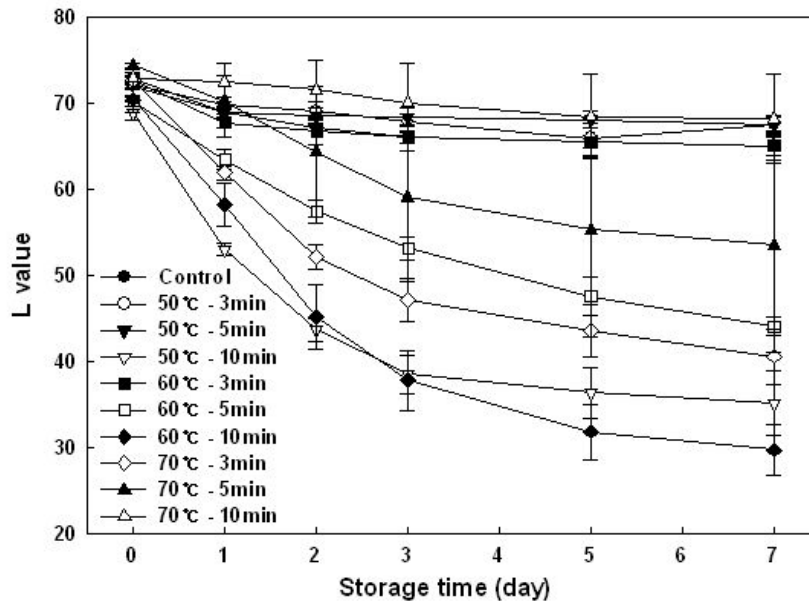 80
70
60
50
40
30
20
L value
Control
50℃ - 3min
50℃ - 5min
50℃ - 10min
60℃ - 3min
60℃ - 5min
60℃ - 10min
70℃ - 3min
70℃ - 5min
70℃ - 10min
0 1 2 3 4 5 6 7
Storage time (day)